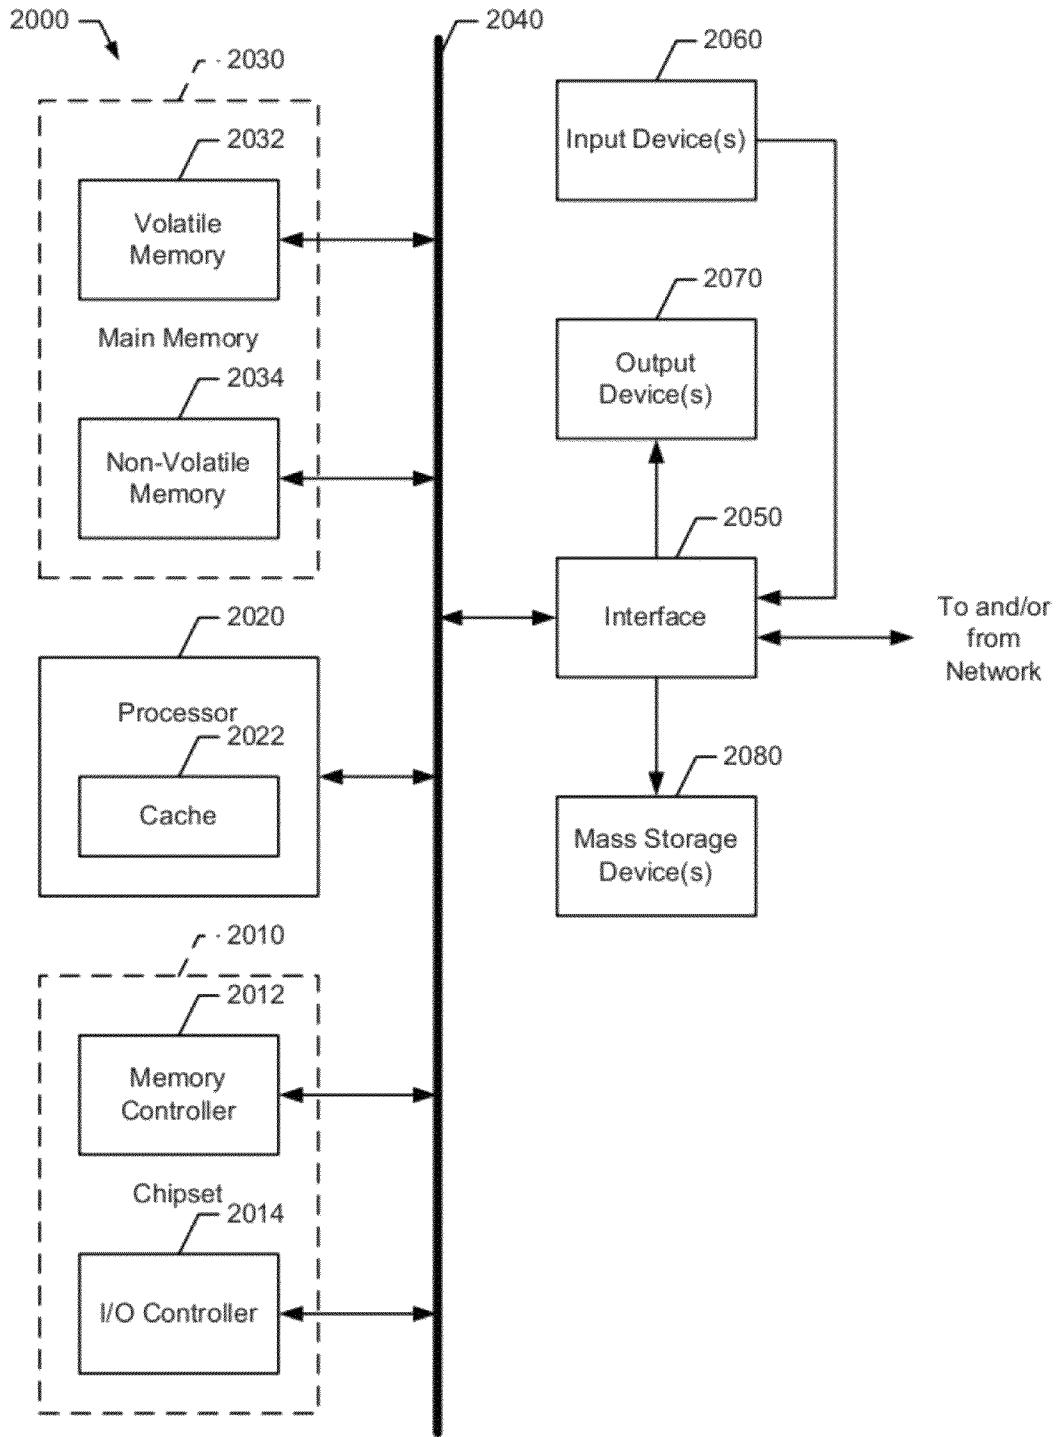 2000
2040
2030
2060
2032
Input Device(s)
Volatile
Memory
2070
Main Memory
Output
Device(s)
2034
Non-Volatile
Memory
2050
Interface
To and/or
from
Network
2020
Processor
2022
Cache
2080
Mass Storage
Device(s)
2010
2012
Memory
Controller
Chipset
2014
I/O Controller